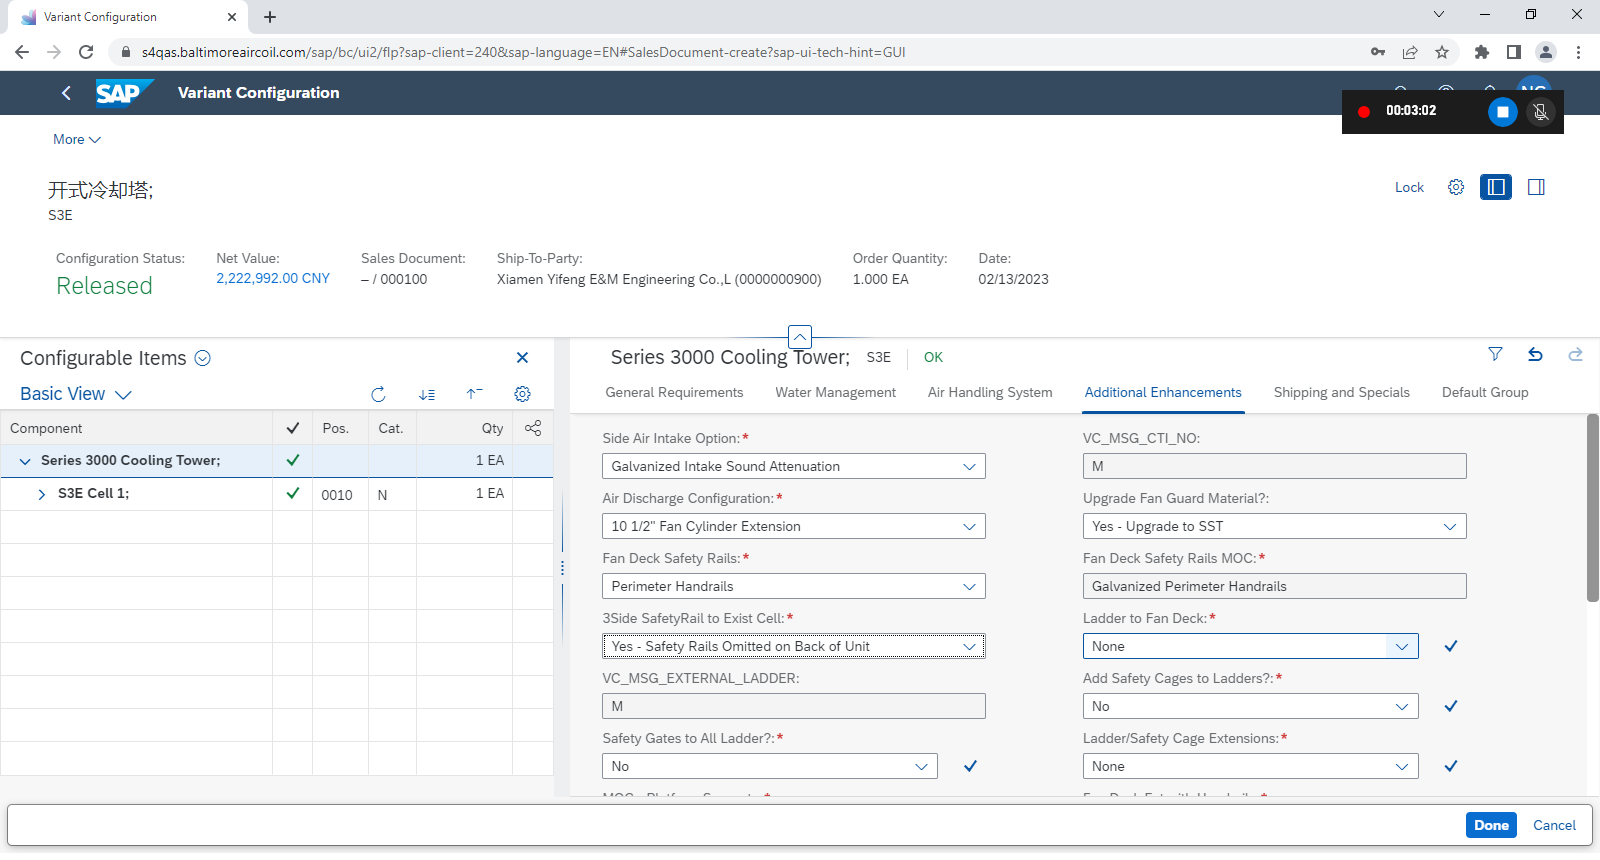 Variant Configuration
s4qas.baltimoreaircoil.com/sap/bc/ui2/flp?sap-client=240&sap-language=EN#SalesDocument-create?sap-ui-tech-hint=GUI
SAP Variant Configuration
00:03:02
More
开式冷却塔;
S3E
Lock
Configuration Status: Net Value: Sales Document: Ship-To-Party: Order Quantity: Date:
Released 2,222,992.00 CNY – / 000100 Xiamen Yifeng E&M Engineering Co.,L (0000000900) 1.000 EA 02/13/2023
Configurable Items
Basic View
Component Pos. Cat. Qty
Series 3000 Cooling Tower; 1 EA
S3E Cell 1; 0010 N 1 EA
Series 3000 Cooling Tower; S3E OK
General Requirements Water Management Air Handling System Additional Enhancements Shipping and Specials Default Group
Side Air Intake Option:* VC_MSG_CTI_NO:
Galvanized Intake Sound Attenuation M
Air Discharge Configuration:* Upgrade Fan Guard Material?:
10 1/2" Fan Cylinder Extension Yes - Upgrade to SST
Fan Deck Safety Rails:* Fan Deck Safety Rails MOC:*
Perimeter Handrails Galvanized Perimeter Handrails
3Side SafetyRail to Exist Cell:* Ladder to Fan Deck:*
Yes - Safety Rails Omitted on Back of Unit None
VC_MSG_EXTERNAL_LADDER: Add Safety Cages to Ladders?:*
M No
Safety Gates to All Ladder?:* Ladder/Safety Cage Extensions:*
No None
Done Cancel